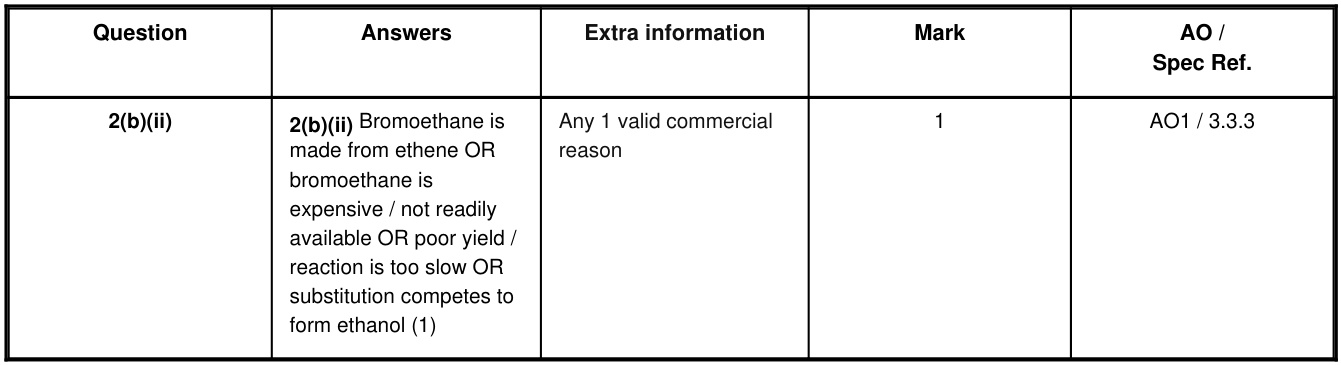 Question Answers Extra information Mark AO /
Spec Ref.
2(b)(ii) 2(b)(ii) Bromoethane is Any 1 valid commercial 1 AO1 / 3.3.3
made from ethene OR reason
bromoethane is
expensive / not readily
available OR poor yield /
reaction is too slow OR
substitution competes to
form ethanol (1)